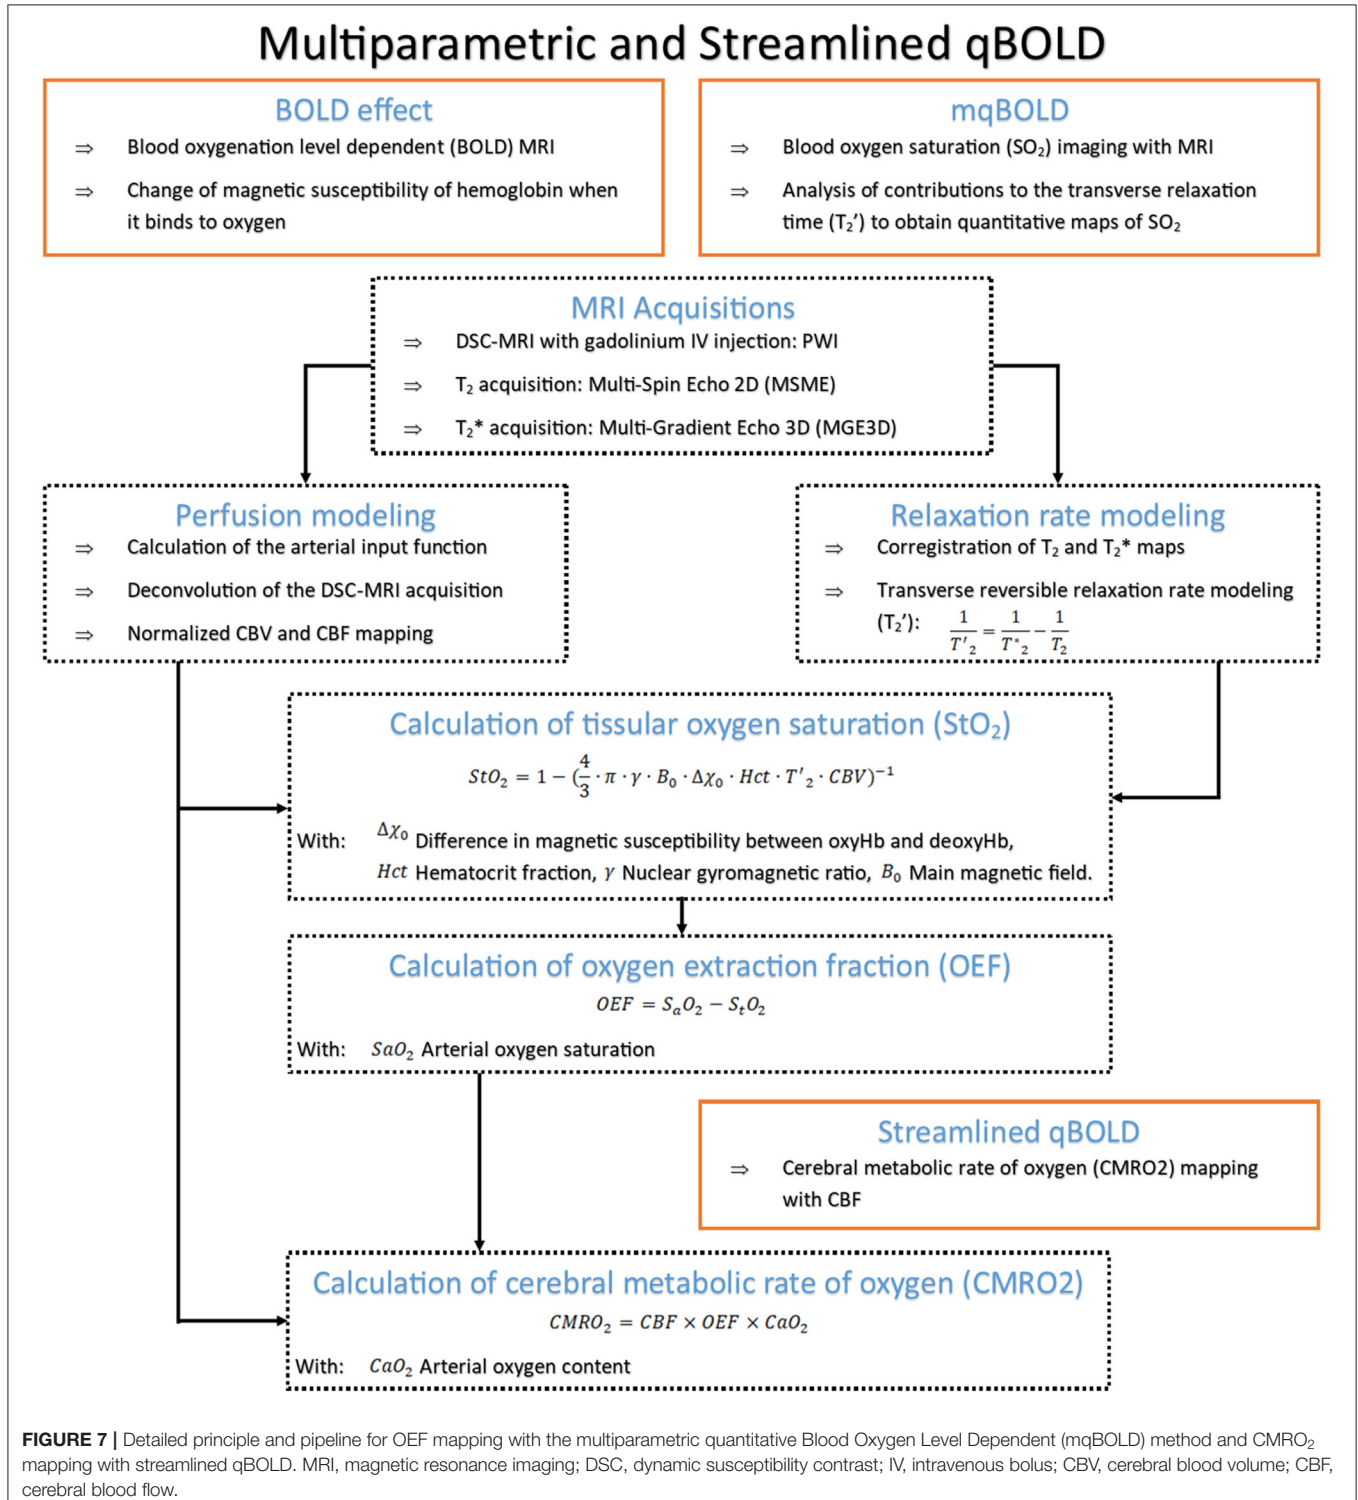 Multiparametric and Streamlined qBOLD
BOLD effect
⇒ Blood oxygenation level dependent (BOLD) MRI
⇒ Change of magnetic susceptibility of hemoglobin when
it binds to oxygen
mqBOLD
⇒ Blood oxygen saturation (SO₂) imaging with MRI
⇒ Analysis of contributions to the transverse relaxation
time (T₂') to obtain quantitative maps of SO₂
MRI Acquisitions
⇒ DSC-MRI with gadolinium IV injection: PWI
⇒ T₂ acquisition: Multi-Spin Echo 2D (MSME)
⇒ T₂* acquisition: Multi-Gradient Echo 3D (MGE3D)
Perfusion modeling
⇒ Calculation of the arterial input function
⇒ Deconvolution of the DSC-MRI acquisition
⇒ Normalized CBV and CBF mapping
Relaxation rate modeling
⇒ Corregistration of T₂ and T₂* maps
⇒ Transverse reversible relaxation rate modeling
(T₂'): 1/T'₂ = 1/T*₂ − 1/T₂
Calculation of tissular oxygen saturation (StO₂)
StO₂ = 1 − (4/3 · π · γ · B₀ · Δχ₀ · Hct · T'₂ · CBV)⁻¹
With: Δχ₀ Difference in magnetic susceptibility between oxyHb and deoxyHb,
Hct Hematocrit fraction, γ Nuclear gyromagnetic ratio, B₀ Main magnetic field.
Calculation of oxygen extraction fraction (OEF)
OEF = SₐO₂ − SₜO₂
With: SaO₂ Arterial oxygen saturation
Streamlined qBOLD
⇒ Cerebral metabolic rate of oxygen (CMRO2) mapping
with CBF
Calculation of cerebral metabolic rate of oxygen (CMRO2)
CMRO₂ = CBF × OEF × CaO₂
With: CaO₂ Arterial oxygen content
FIGURE 7 | Detailed principle and pipeline for OEF mapping with the multiparametric quantitative Blood Oxygen Level Dependent (mqBOLD) method and CMRO₂
mapping with streamlined qBOLD. MRI, magnetic resonance imaging; DSC, dynamic susceptibility contrast; IV, intravenous bolus; CBV, cerebral blood volume; CBF,
cerebral blood flow.